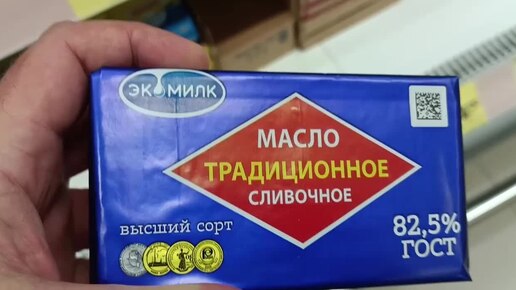 ЭКОМИЛК
МАСЛО
ТРАДИЦИОННОЕ
СЛИВОЧНОЕ
высший сорт
82,5%
ГОСТ